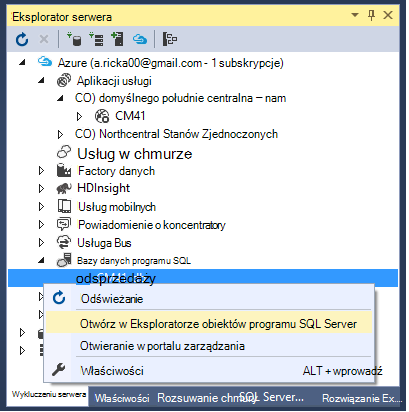 Eksplorator serwera
Azure (a.ricka00@gmail.com - 1 subskrypcje)
Aplikacji usługi
CO) domyślnego południe centralna – nam
CM41
CO) Northcentral Stanów Zjednoczonych
Usług w chmurze
Factory danych
HDInsight
Usług mobilnych
Powiadomienie o koncentratory
Usługa Bus
Bazy danych programu SQL
odsprzedaży
Odświeżanie
Otwórz w Eksploratorze obiektów programu SQL Server
Otwieranie w portalu zarządzania
Właściwości ALT + wprowadź
Wykluczeniu serwera Właściwości Rozsuwanie chmury SQL Server... Rozwiązanie Ex....